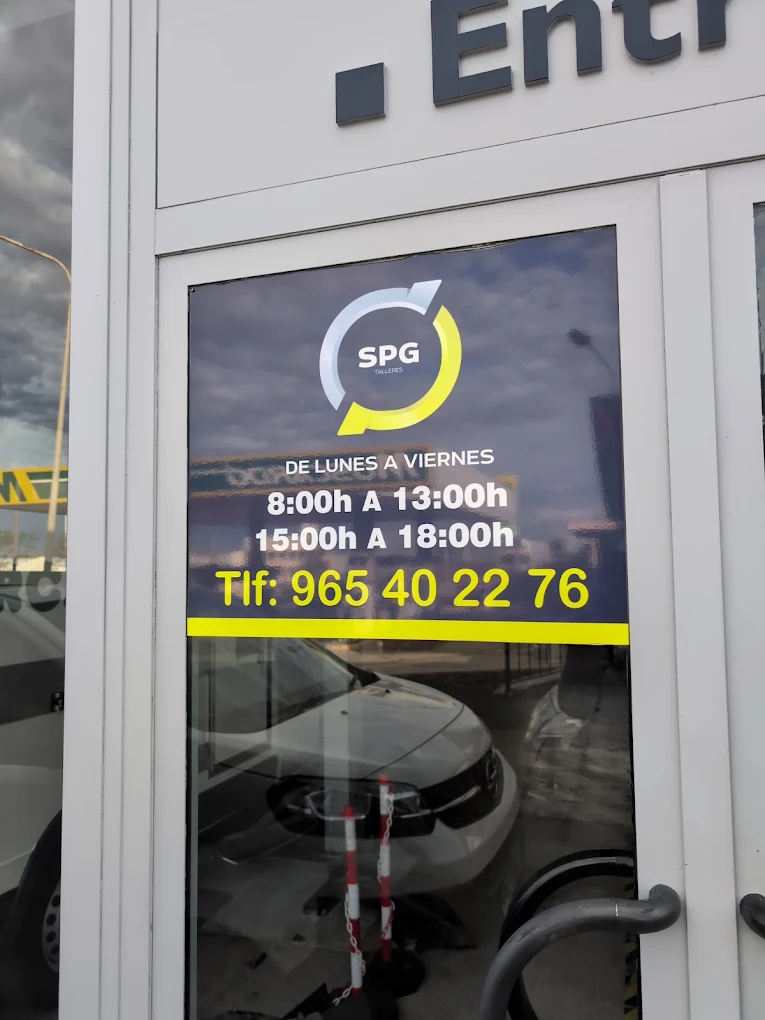 . Entr
SPG
TALLERES
DE LUNES A VIERNES
8:00h A 13:00h
15:00h A 18:00h
Tlf: 965 40 22 76